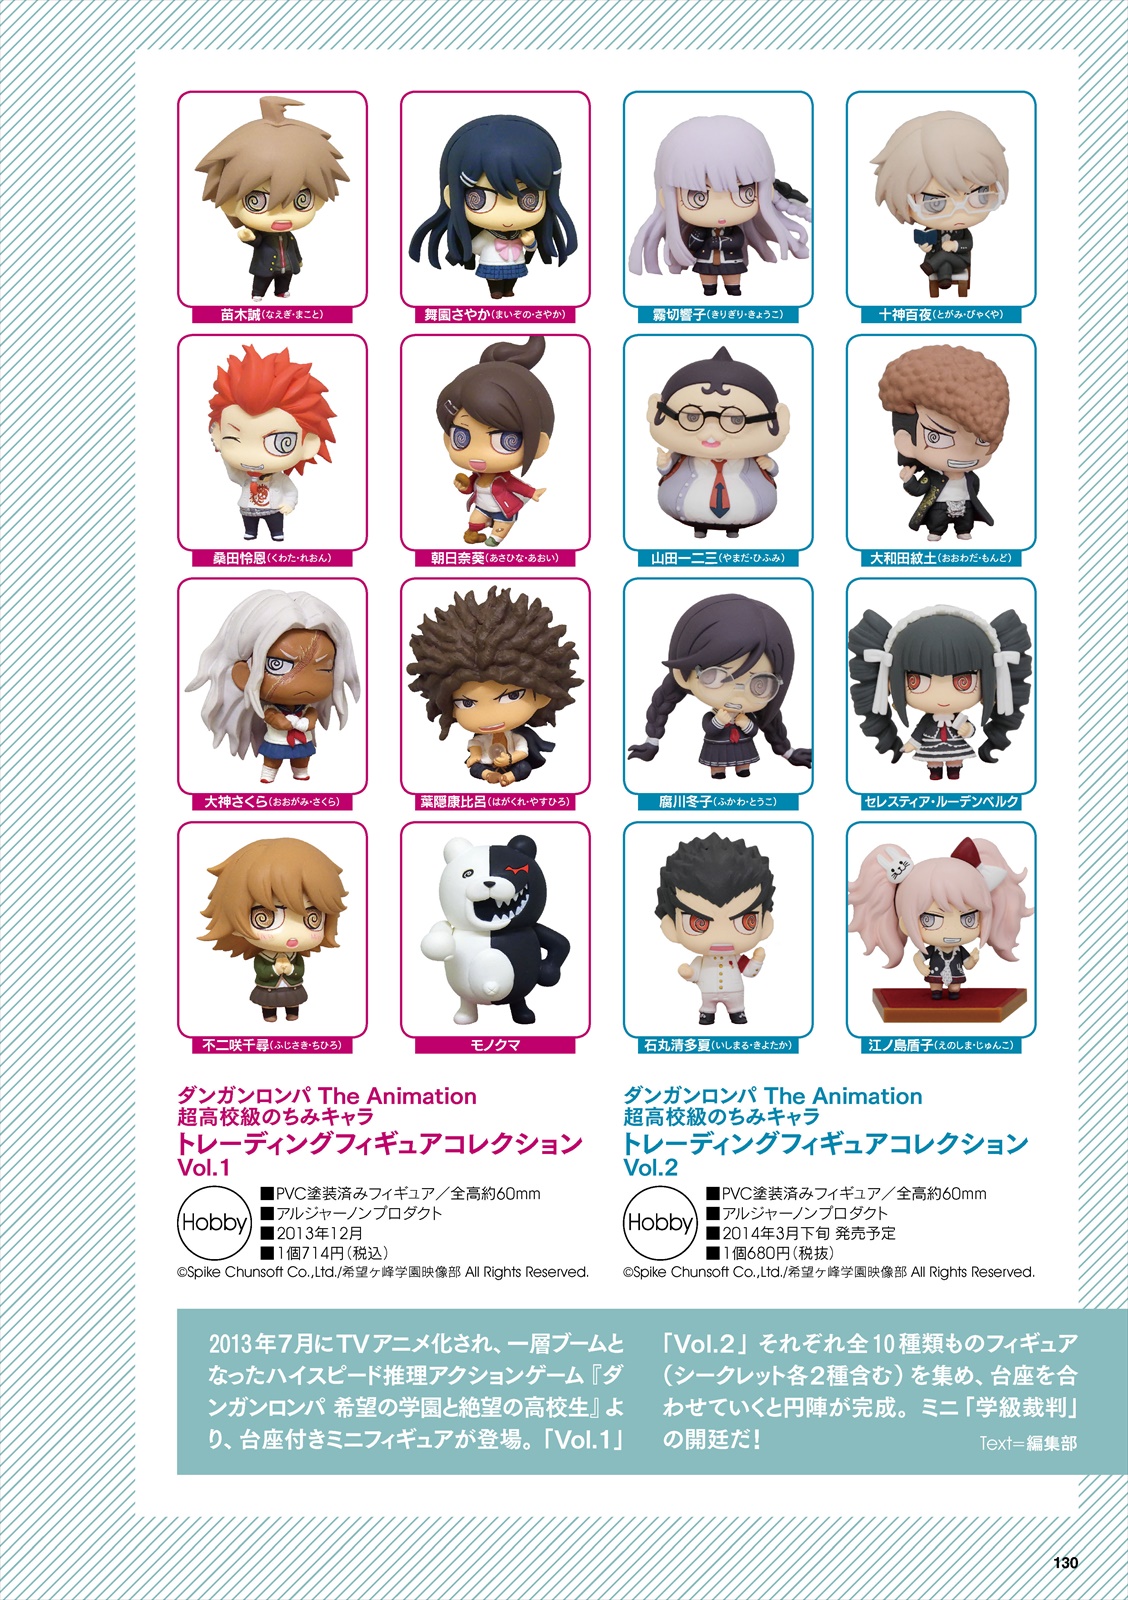 苗木誠（なえぎ・まこと）
舞園さやか（まいぞの・さやか）
霧切響子（きりぎり・きょうこ）
十神百夜（とがみ・びゃくや）
桑田怜恩（くわた・れおん）
朝日奈葵（あさひな・あおい）
山田一二三（やまだ・ひふみ）
大和田紋土（おおわだ・もんど）
大神さくら（おおがみ・さくら）
葉隠康比呂（はがくれ・やすひろ）
腐川冬子（ふかわ・とうこ）
セレスティア・ルーデンベルク
不二咲千尋（ふじさき・ちひろ）
モノクマ
石丸清多夏（いしまる・きよたか）
江ノ島盾子（えのしま・じゅんこ）
ダンガンロンパ The Animation
超高校級のちみキャラ
トレーディングフィギュアコレクション
Vol.1
Hobby
■PVC塗装済みフィギュア／全高約60mm
■アルジャーノンプロダクト
■2013年12月
■1個714円（税込）
©Spike Chunsoft Co.,Ltd./希望ヶ峰学園映像部 All Rights Reserved.
ダンガンロンパ The Animation
超高校級のちみキャラ
トレーディングフィギュアコレクション
Vol.2
Hobby
■PVC塗装済みフィギュア／全高約60mm
■アルジャーノンプロダクト
■2014年3月下旬 発売予定
■1個680円（税抜）
©Spike Chunsoft Co.,Ltd./希望ヶ峰学園映像部 All Rights Reserved.
2013年7月にTVアニメ化され、一層ブームと
なったハイスピード推理アクションゲーム『ダ
ンガンロンパ 希望の学園と絶望の高校生』よ
り、台座付きミニフィギュアが登場。「Vol.1」
「Vol.2」それぞれ全10種類ものフィギュア
（シークレット各2種含む）を集め、台座を合
わせていくと円陣が完成。ミニ「学級裁判」
の開廷だ！
Text=編集部
130